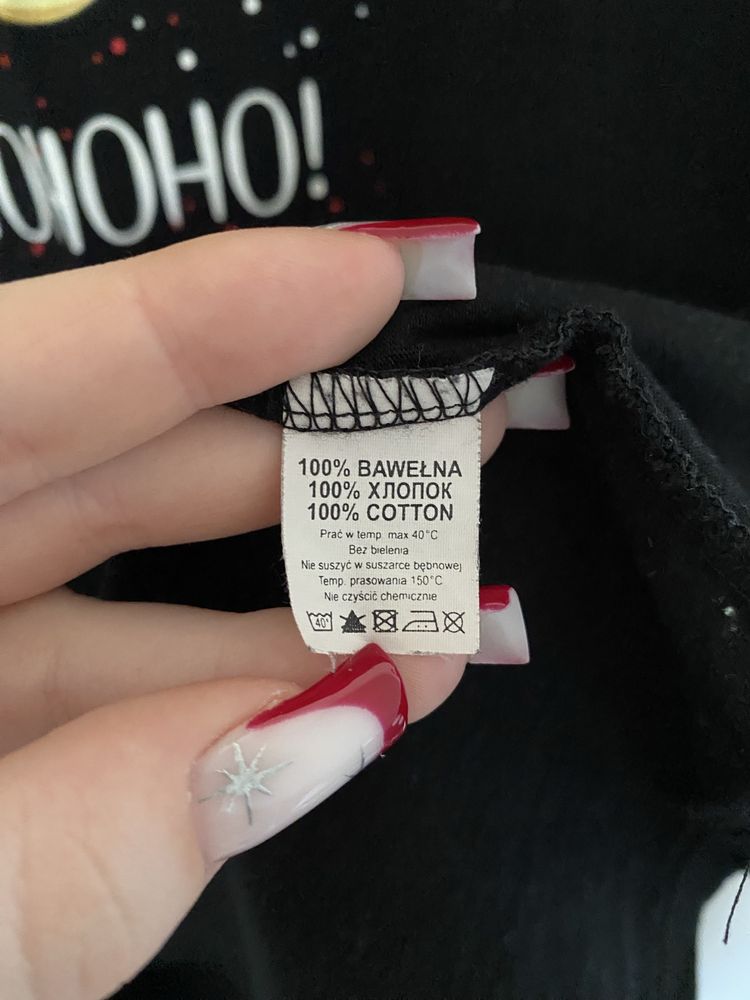 OHOHO!
100% BAWEŁNA
100% ХЛОПОК
100% COTTON
Prać w temp. max 40°C
Bez bielenia
Nie suszyć w suszarce bębnowej
Temp. prasowania 150°C
Nie czyścić chemicznie
40°